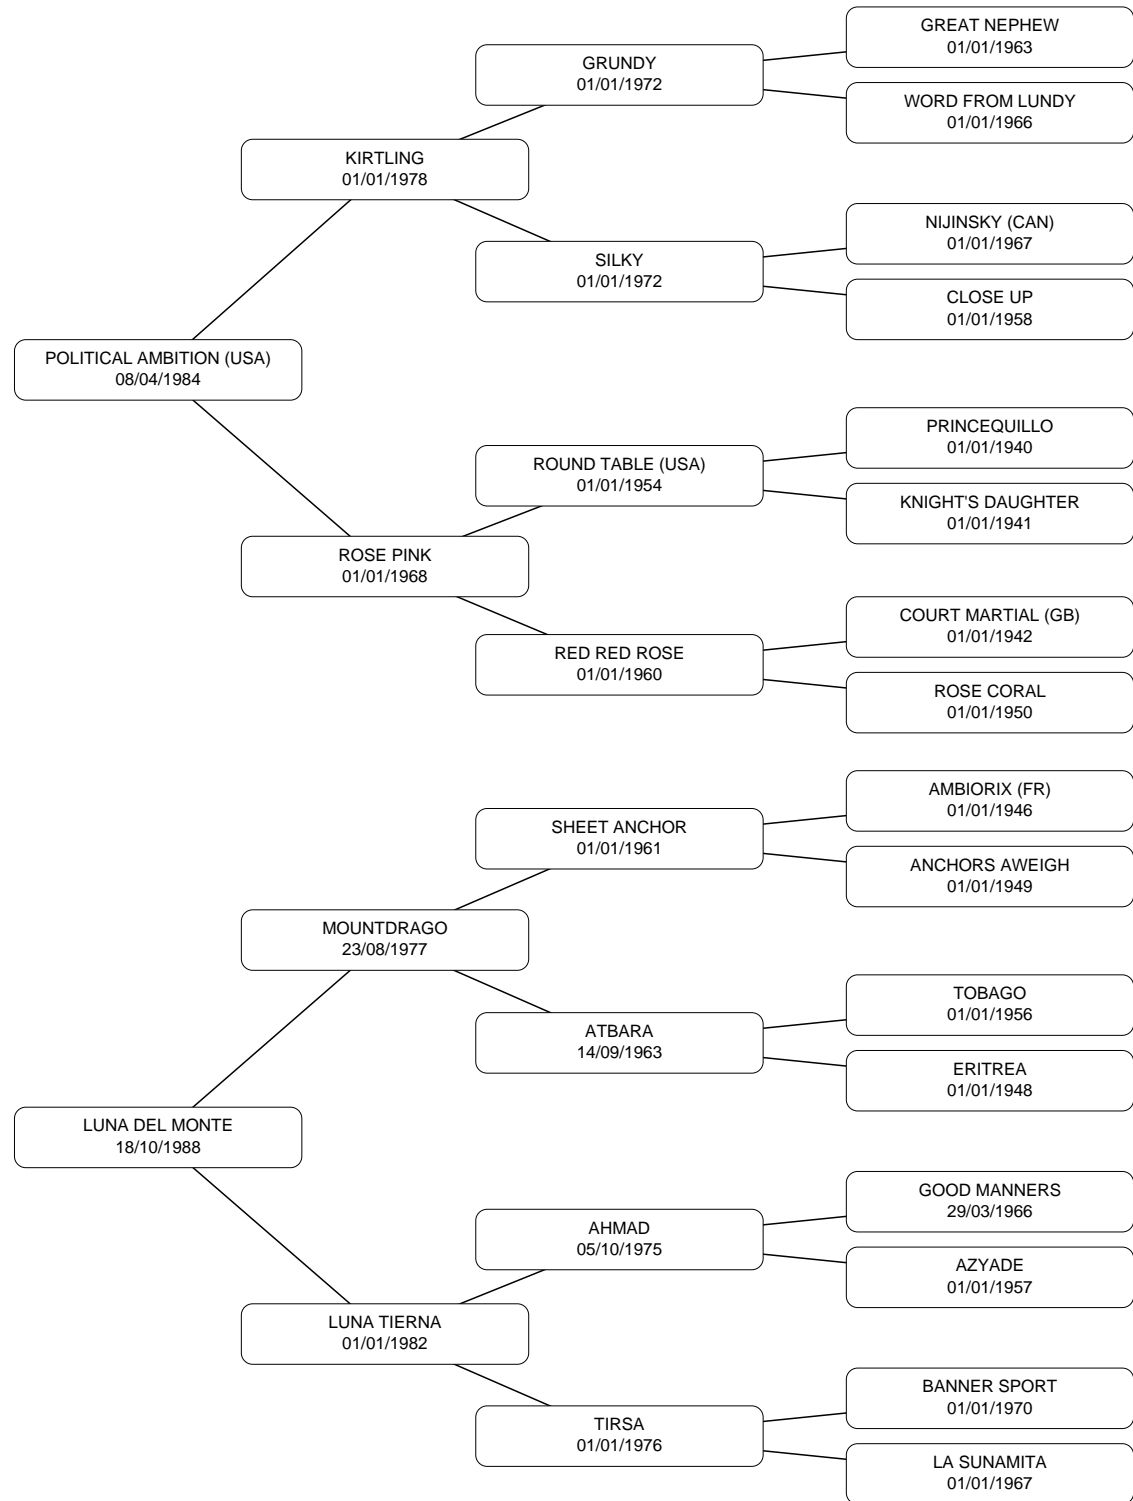 GREAT NEPHEW
01/01/1963
GRUNDY
01/01/1972
WORD FROM LUNDY
01/01/1966
KIRTLING
01/01/1978
NIJINSKY (CAN)
01/01/1967
SILKY
01/01/1972
CLOSE UP
01/01/1958
POLITICAL AMBITION (USA)
08/04/1984
PRINCEQUILLO
01/01/1940
ROUND TABLE (USA)
01/01/1954
KNIGHT'S DAUGHTER
01/01/1941
ROSE PINK
01/01/1968
COURT MARTIAL (GB)
01/01/1942
RED RED ROSE
01/01/1960
ROSE CORAL
01/01/1950
AMBIORIX (FR)
01/01/1946
SHEET ANCHOR
01/01/1961
ANCHORS AWEIGH
01/01/1949
MOUNTDRAGO
23/08/1977
TOBAGO
01/01/1956
ATBARA
14/09/1963
ERITREA
01/01/1948
LUNA DEL MONTE
18/10/1988
GOOD MANNERS
29/03/1966
AHMAD
05/10/1975
AZYADE
01/01/1957
LUNA TIERNA
01/01/1982
BANNER SPORT
01/01/1970
TIRSA
01/01/1976
LA SUNAMITA
01/01/1967